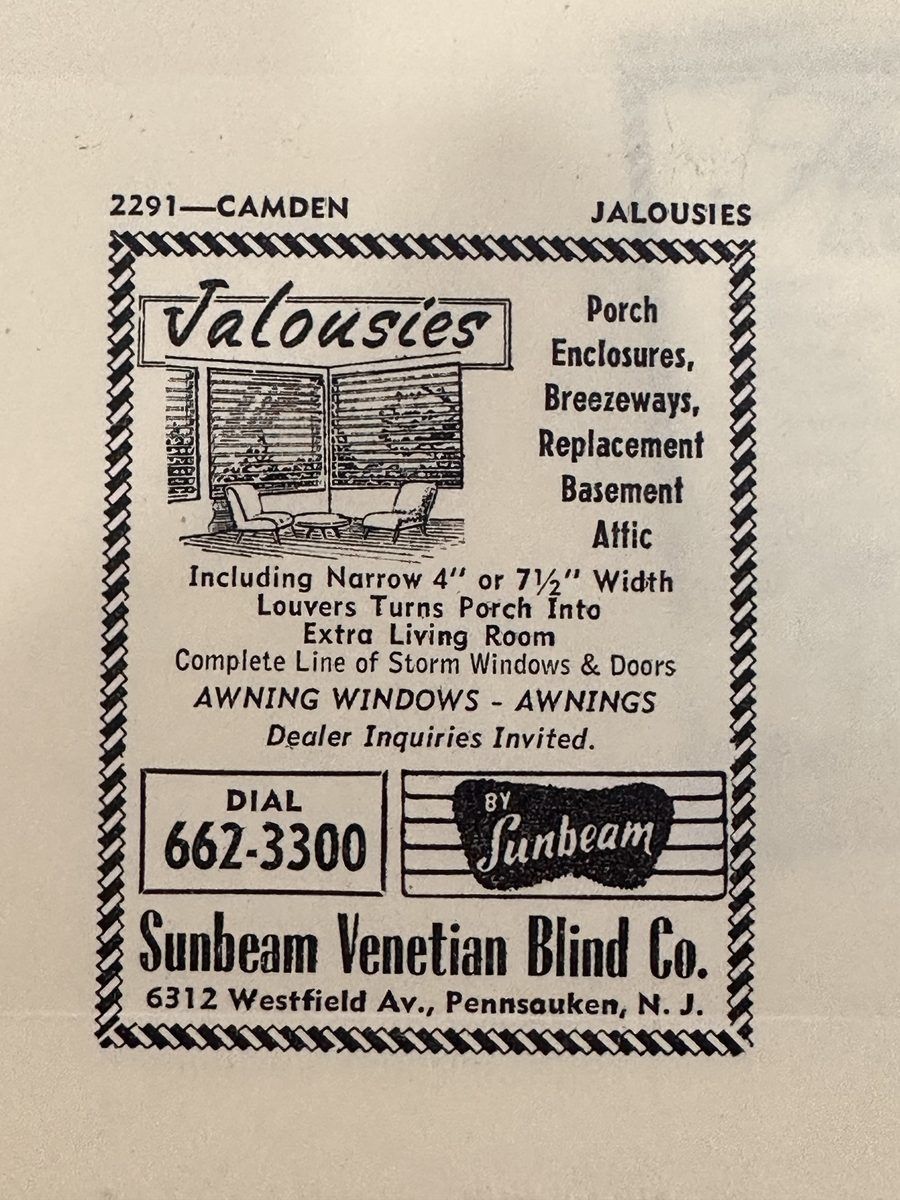 2291—CAMDEN
JALOUSIES
Jalousies
Porch
Enclosures,
Breezeways,
Replacement
Basement
Attic
Including Narrow 4" or 7½" Width
Louvers Turns Porch Into
Extra Living Room
Complete Line of Storm Windows & Doors
AWNING WINDOWS - AWNINGS
Dealer Inquiries Invited.
DIAL
662-3300
BY
Sunbeam
Sunbeam Venetian Blind Co.
6312 Westfield Av., Pennsauken, N. J.